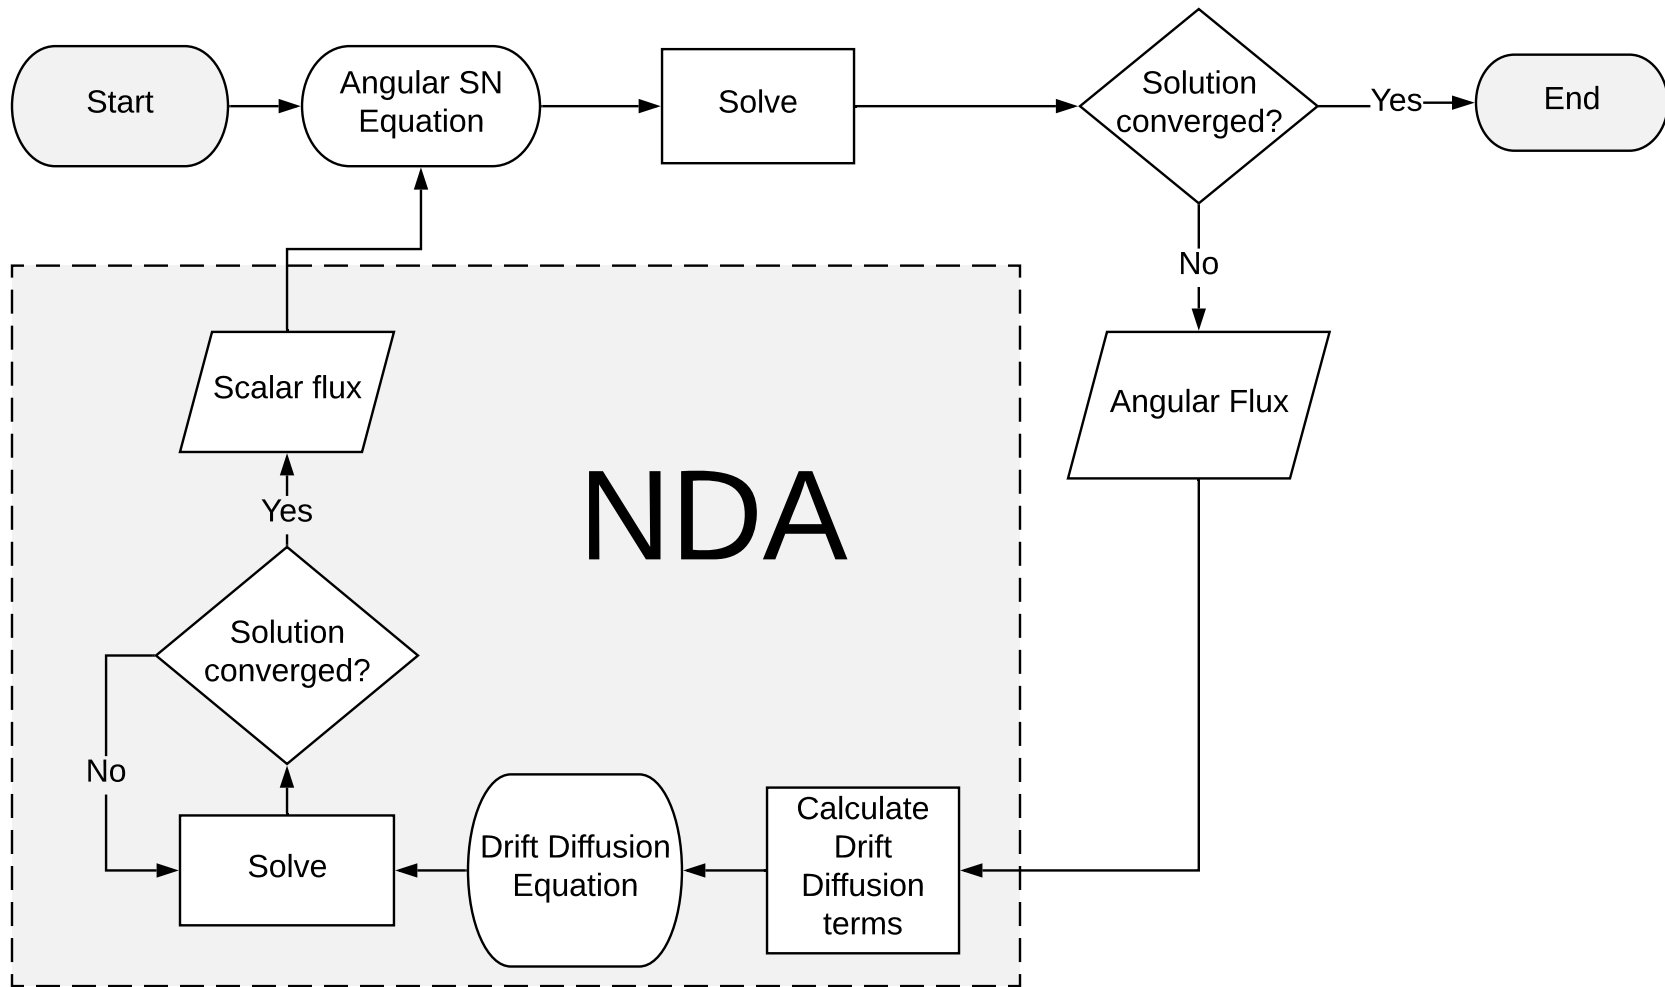 Start
Angular SN
Equation
Solve
Solution
converged?
Yes
End
No
Angular Flux
Scalar flux
NDA
Yes
Solution
converged?
No
Solve
Drift Diffusion
Equation
Calculate
Drift
Diffusion
terms